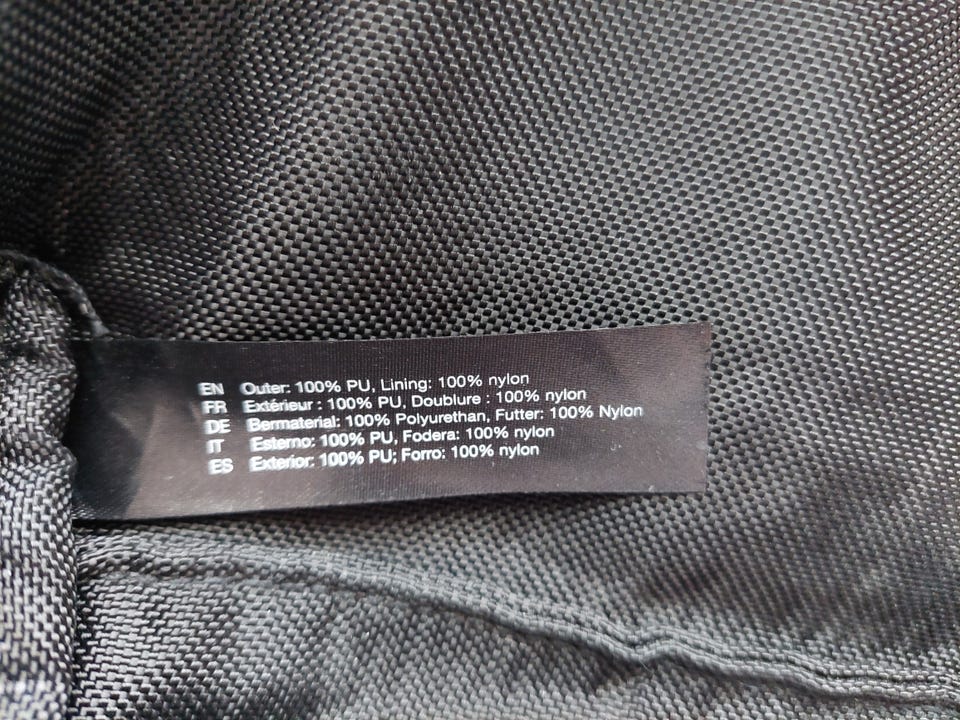 EN Outer: 100% PU, Lining: 100% nylon
FR Extérieur : 100% PU, Doublure : 100% nylon
DE Bermaterial: 100% Polyurethan, Futter: 100% Nylon
IT Esterno: 100% PU, Fodera: 100% nylon
ES Exterior: 100% PU; Forro: 100% nylon